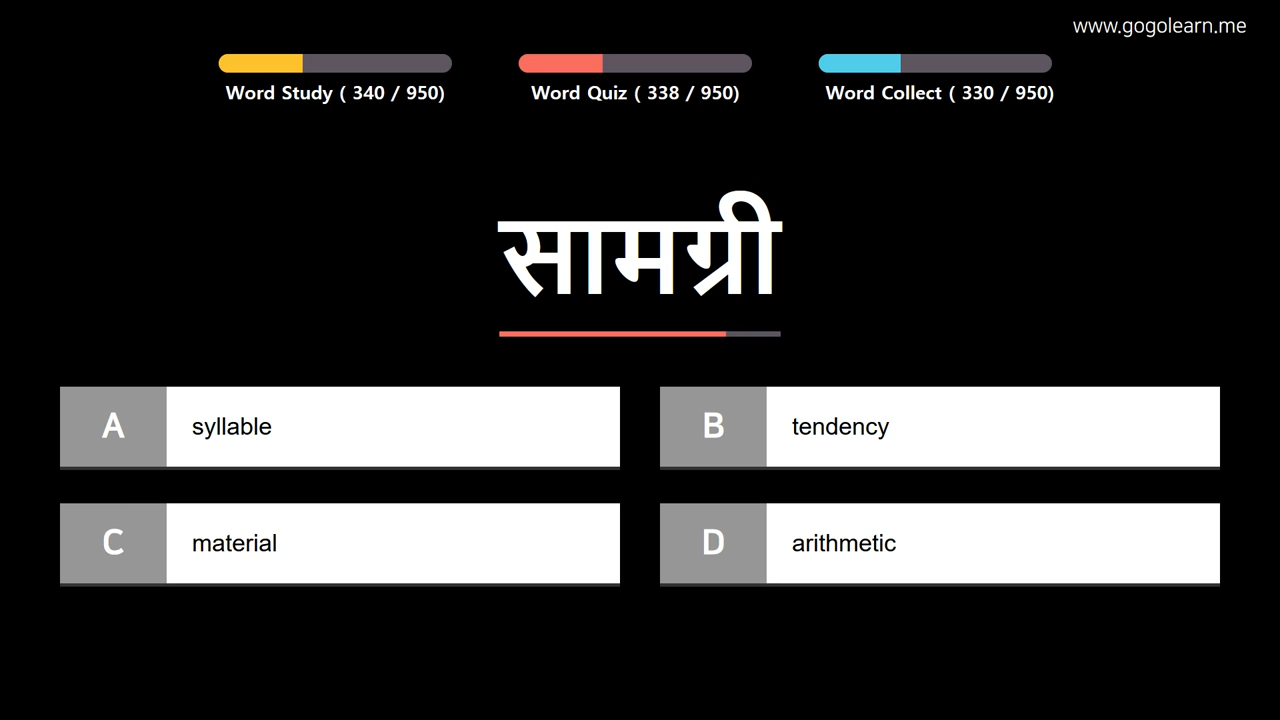 www.gogolearn.me
Word Study ( 340 / 950)
Word Quiz ( 338 / 950)
Word Collect ( 330 / 950)
सामग्री
A syllable
B tendency
C material
D arithmetic